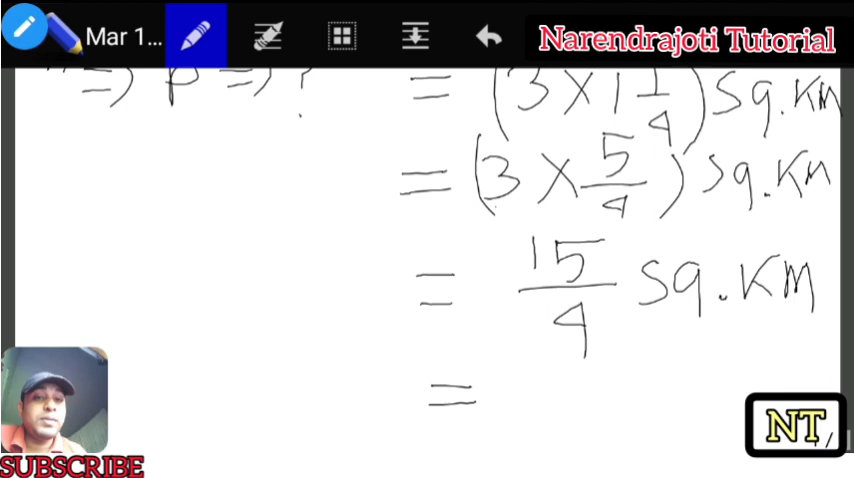 Mar 1...
Narendrajoti Tutorial
⇒ p ⇒ ?
= (3 × 1 1/4) sq. KM
= (3 × 5/4) sq. KM
= 15/4 sq. KM
=
NT
SUBSCRIBE